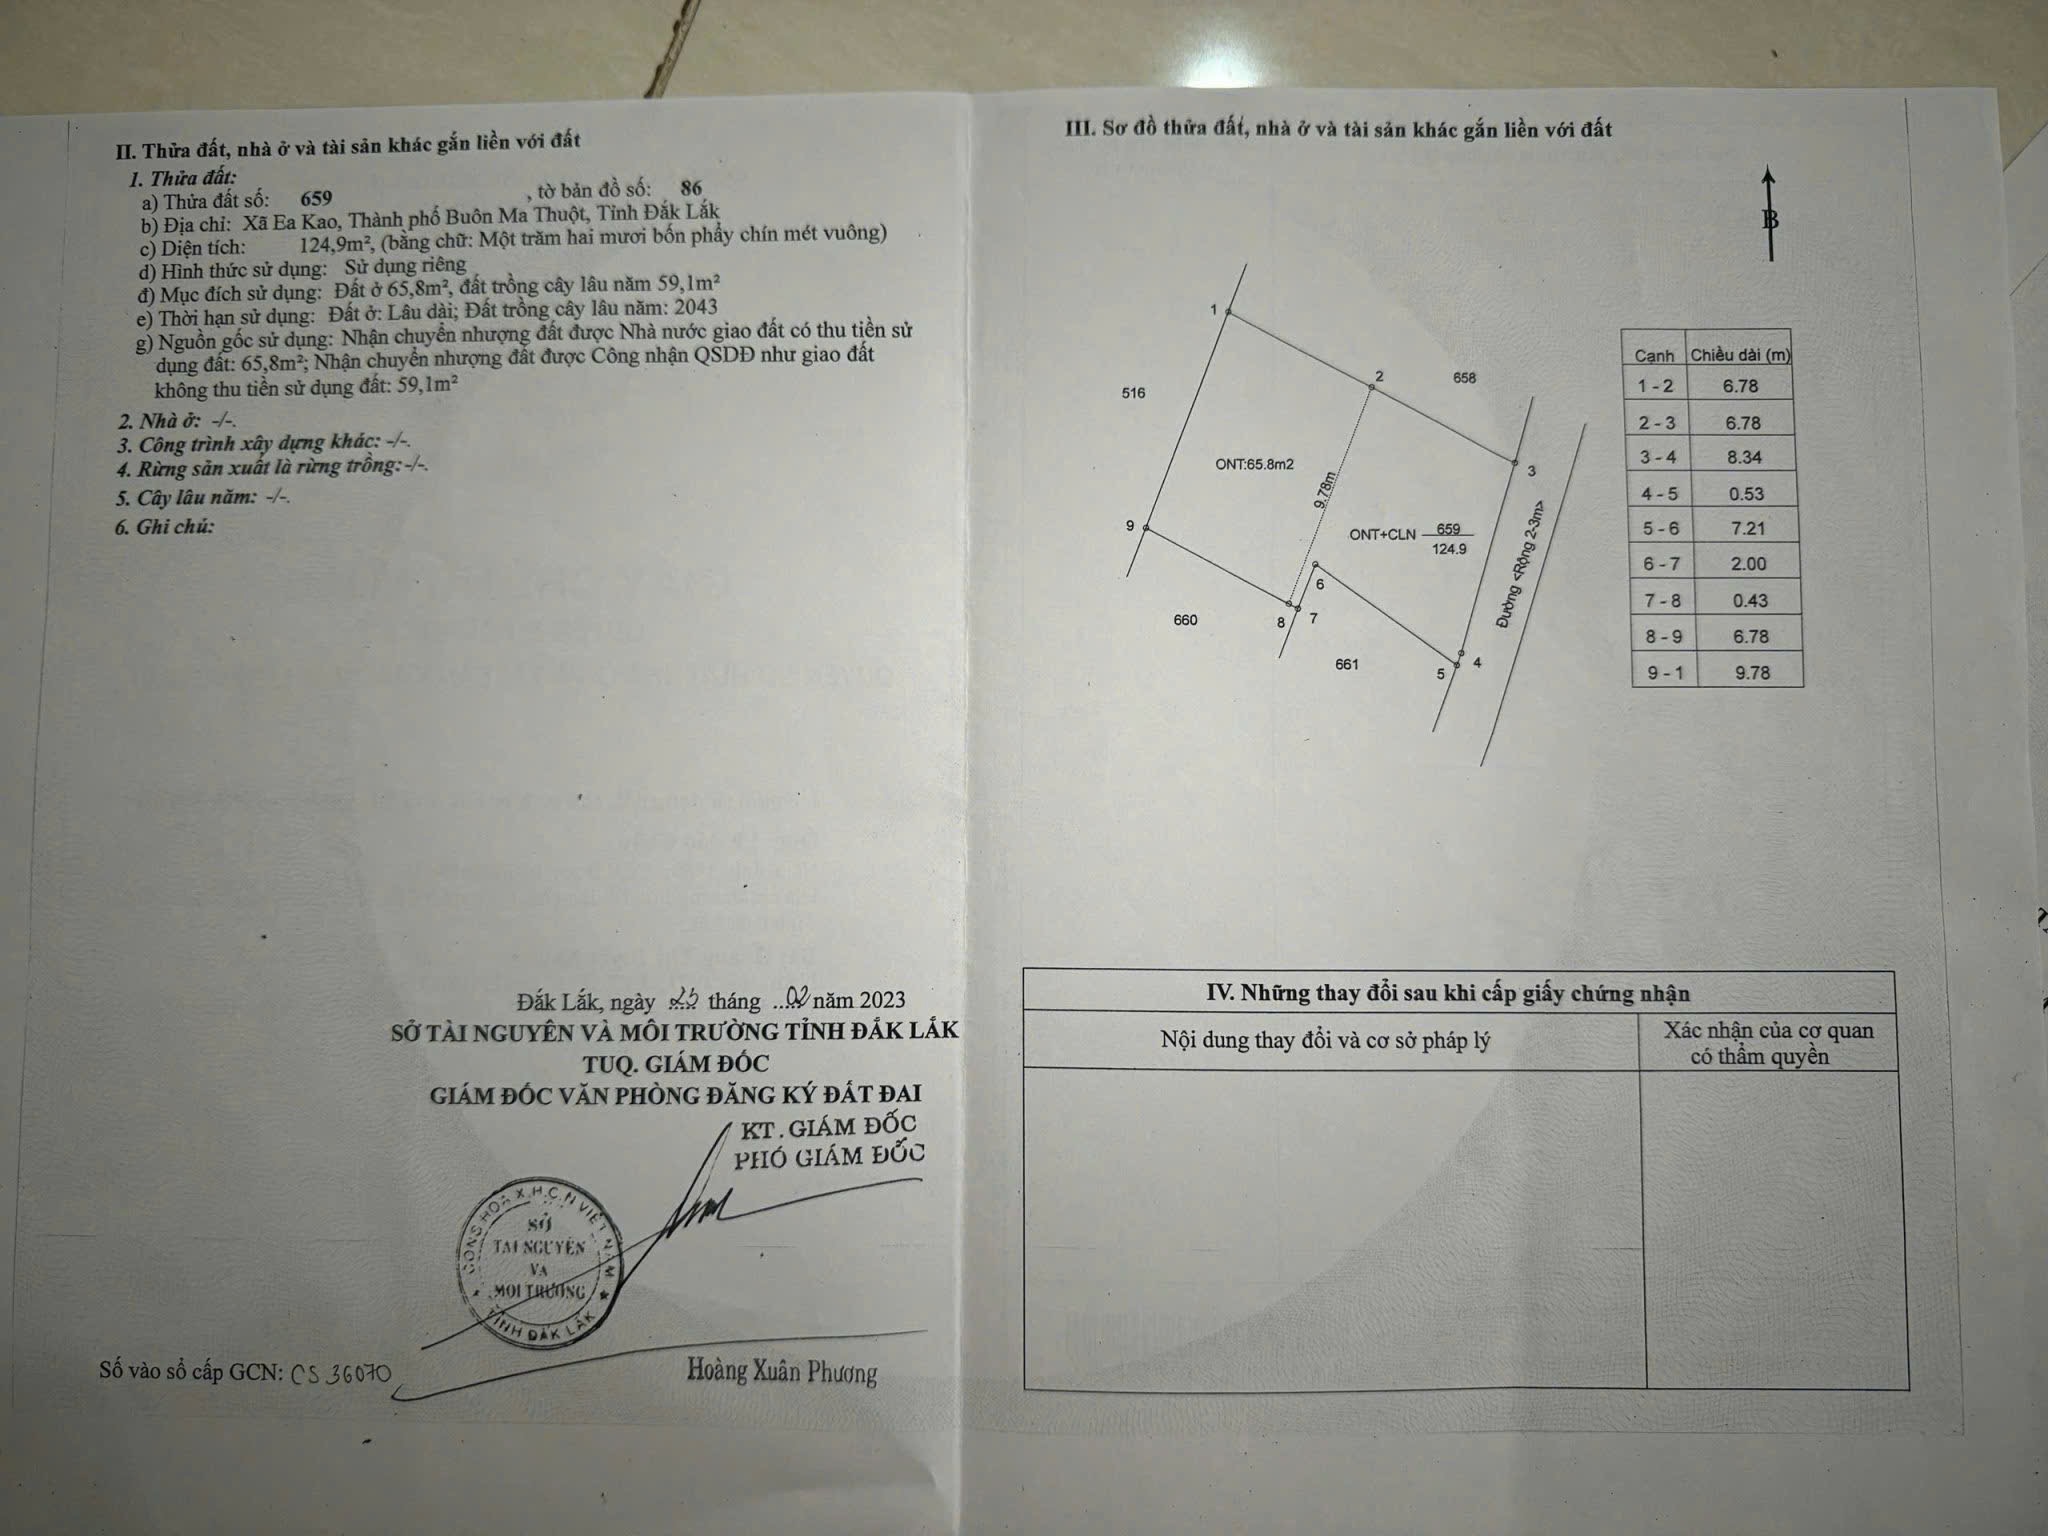 II. Thửa đất, nhà ở và tài sản khác gắn liền với đất
1. Thửa đất:
a) Thửa đất số: 659 , tờ bản đồ số: 86
b) Địa chỉ: Xã Ea Kao, Thành phố Buôn Ma Thuột, Tỉnh Đắk Lắk
c) Diện tích: 124,9m², (bằng chữ: Một trăm hai mươi bốn phẩy chín mét vuông)
d) Hình thức sử dụng: Sử dụng riêng
đ) Mục đích sử dụng: Đất ở 65,8m², đất trồng cây lâu năm 59,1m²
e) Thời hạn sử dụng: Đất ở: Lâu dài; Đất trồng cây lâu năm: 2043
g) Nguồn gốc sử dụng: Nhận chuyển nhượng đất được Nhà nước giao đất có thu tiền sử
dụng đất: 65,8m²; Nhận chuyển nhượng đất được Công nhận QSDĐ như giao đất
không thu tiền sử dụng đất: 59,1m²
2. Nhà ở: -/-.
3. Công trình xây dựng khác: -/-.
4. Rừng sản xuất là rừng trồng: -/-.
5. Cây lâu năm: -/-.
6. Ghi chú:
Đắk Lắk, ngày 23 tháng ...02 năm 2023
SỞ TÀI NGUYÊN VÀ MÔI TRƯỜNG TỈNH ĐẮK LẮK
TUQ. GIÁM ĐỐC
GIÁM ĐỐC VĂN PHÒNG ĐĂNG KÝ ĐẤT ĐAI
KT. GIÁM ĐỐC
PHÓ GIÁM ĐỐC
CỘNG HOÀ X.H.C.N VIỆT NAM
SỞ
TÀI NGUYÊN
VÀ
MÔI TRƯỜNG
TỈNH ĐẮK LẮK
Hoàng Xuân Phương
Số vào sổ cấp GCN: CS 36070
III. Sơ đồ thửa đất, nhà ở và tài sản khác gắn liền với đất
B
1
2
658
516
ONT:65.8m2
3
9.78m
9
ONT+CLN 659
124.9
Đường <Rộng 2-3m>
6
660
8
7
661
4
5
Cạnh Chiều dài (m)
1 - 2 6.78
2 - 3 6.78
3 - 4 8.34
4 - 5 0.53
5 - 6 7.21
6 - 7 2.00
7 - 8 0.43
8 - 9 6.78
9 - 1 9.78
IV. Những thay đổi sau khi cấp giấy chứng nhận
Nội dung thay đổi và cơ sở pháp lý
Xác nhận của cơ quan
có thẩm quyền